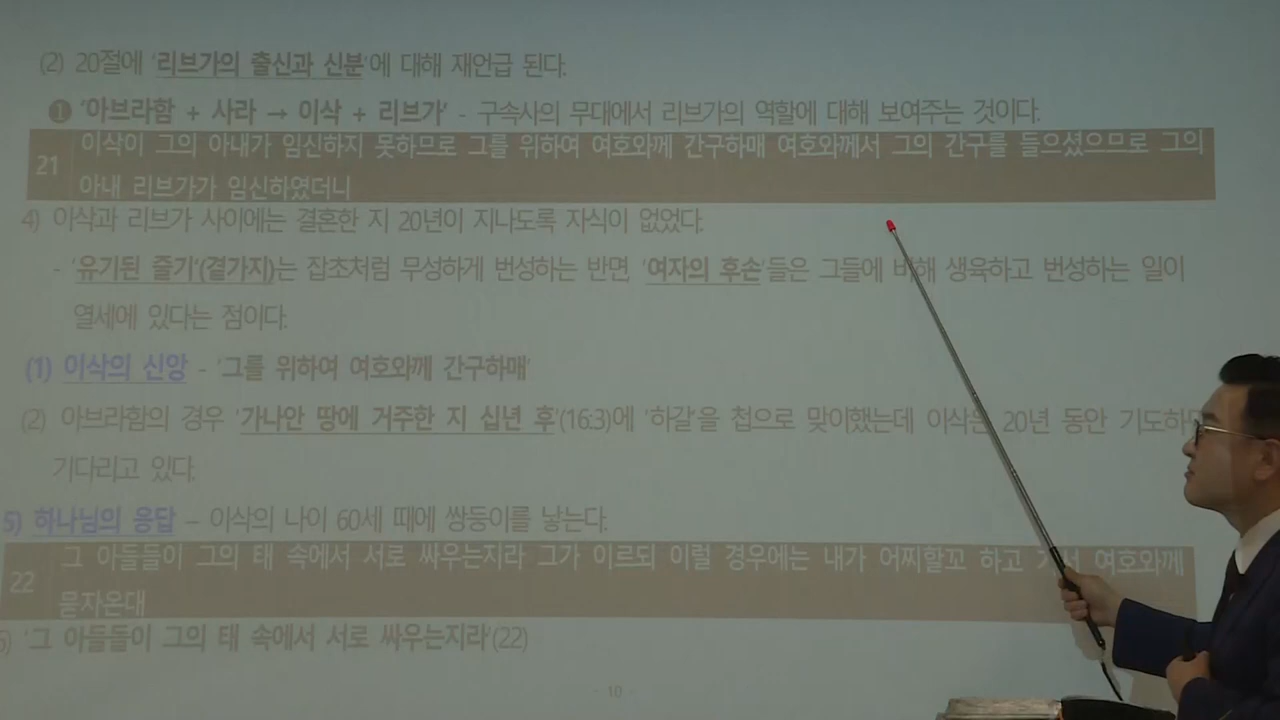 (2) 20절에 '리브가의 출신과 신분'에 대해 재언급 된다.
❶ '아브라함 + 사라 → 이삭 + 리브가' - 구속사의 무대에서 리브가의 역할에 대해 보여주는 것이다.
21 이삭이 그의 아내가 임신하지 못하므로 그를 위하여 여호와께 간구하매 여호와께서 그의 간구를 들으셨으므로 그의
아내 리브가가 임신하였더니
4) 이삭과 리브가 사이에는 결혼한 지 20년이 지나도록 자식이 없었다.
- '유기된 줄기'(곁가지)는 잡초처럼 무성하게 번성하는 반면, '여자의 후손'들은 그들에 비해 생육하고 번성하는 일이
열세에 있다는 점이다.
(1) 이삭의 신앙 - '그를 위하여 여호와께 간구하매'
(2) 아브라함의 경우 '가나안 땅에 거주한 지 십년 후'(16:3)에 '하갈'을 첩으로 맞이했는데 이삭은 20년 동안 기도하며
기다리고 있다.
5) 하나님의 응답 – 이삭의 나이 60세 때에 쌍둥이를 낳는다.
22 그 아들들이 그의 태 속에서 서로 싸우는지라 그가 이르되 이럴 경우에는 내가 어찌할꼬 하고 가서 여호와께
묻자온대
6) '그 아들들이 그의 태 속에서 서로 싸우는지라'(22)
- 10 -